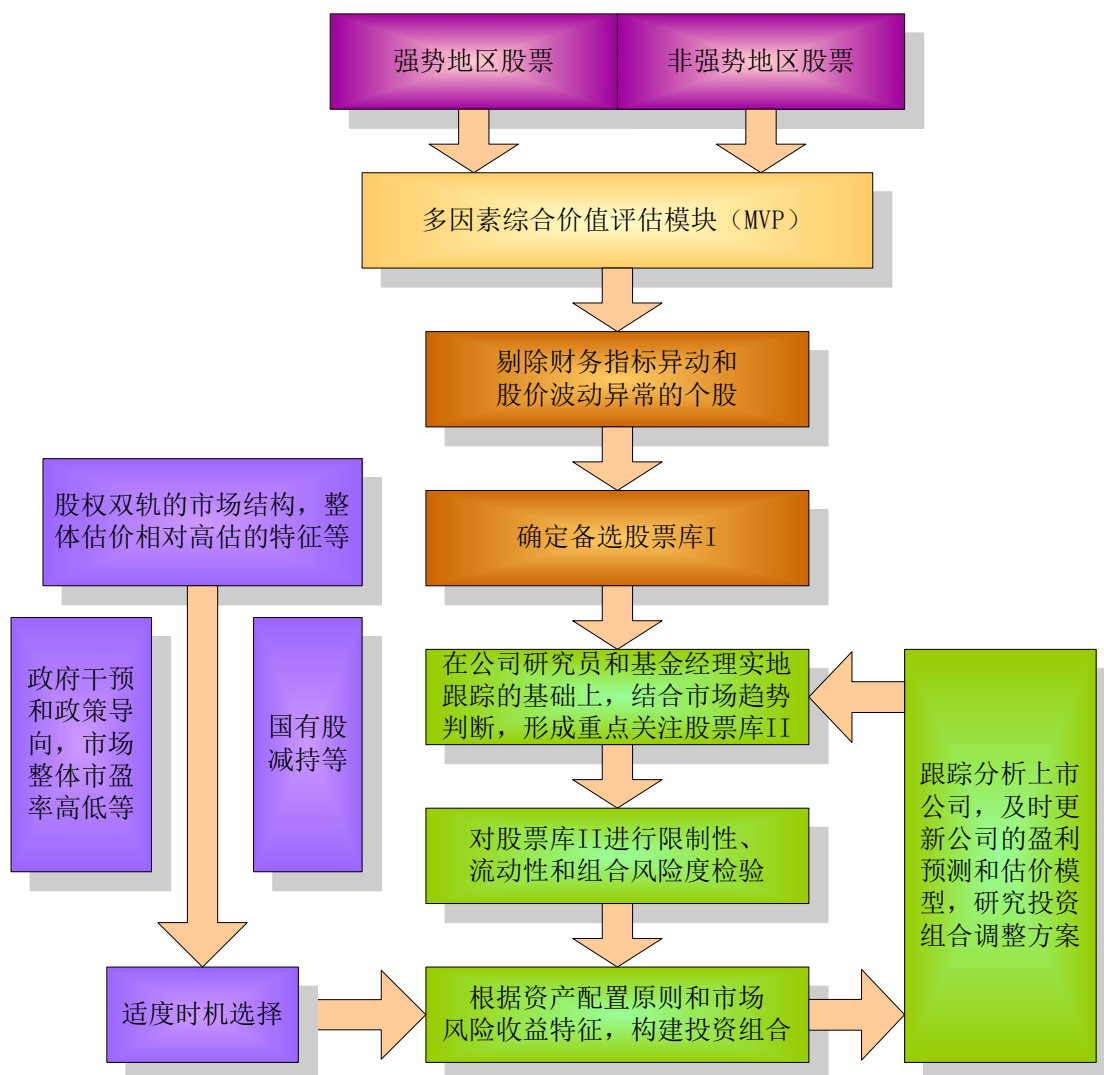 强势地区股票
非强势地区股票
多因素综合价值评估模块（MVP）
剔除财务指标异动和
股价波动异常的个股
确定备选股票库I
股权双轨的市场结构，整
体估价相对高估的特征等
政府干预
和政策导
向，市场
整体市盈
率高低等
国有股
减持等
适度时机选择
在公司研究员和基金经理实地
跟踪的基础上，结合市场趋势
判断，形成重点关注股票库II
对股票库II进行限制性、
流动性和组合风险度检验
根据资产配置原则和市场
风险收益特征，构建投资组合
跟踪分析上市
公司，及时更
新公司的盈利
预测和估价模
型，研究投资
组合调整方案